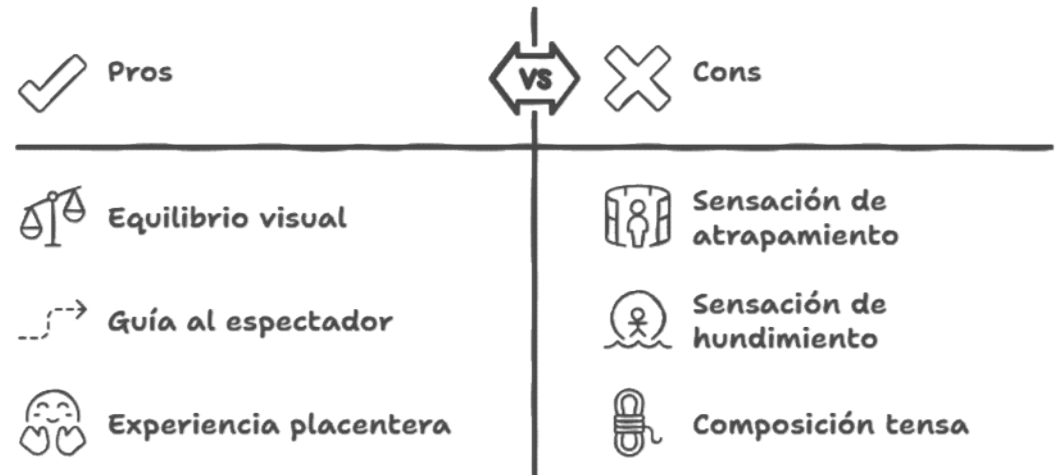 Pros
VS
Cons
Equilibrio visual
Sensación de
atrapamiento
Guía al espectador
Sensación de
hundimiento
Experiencia placentera
Composición tensa